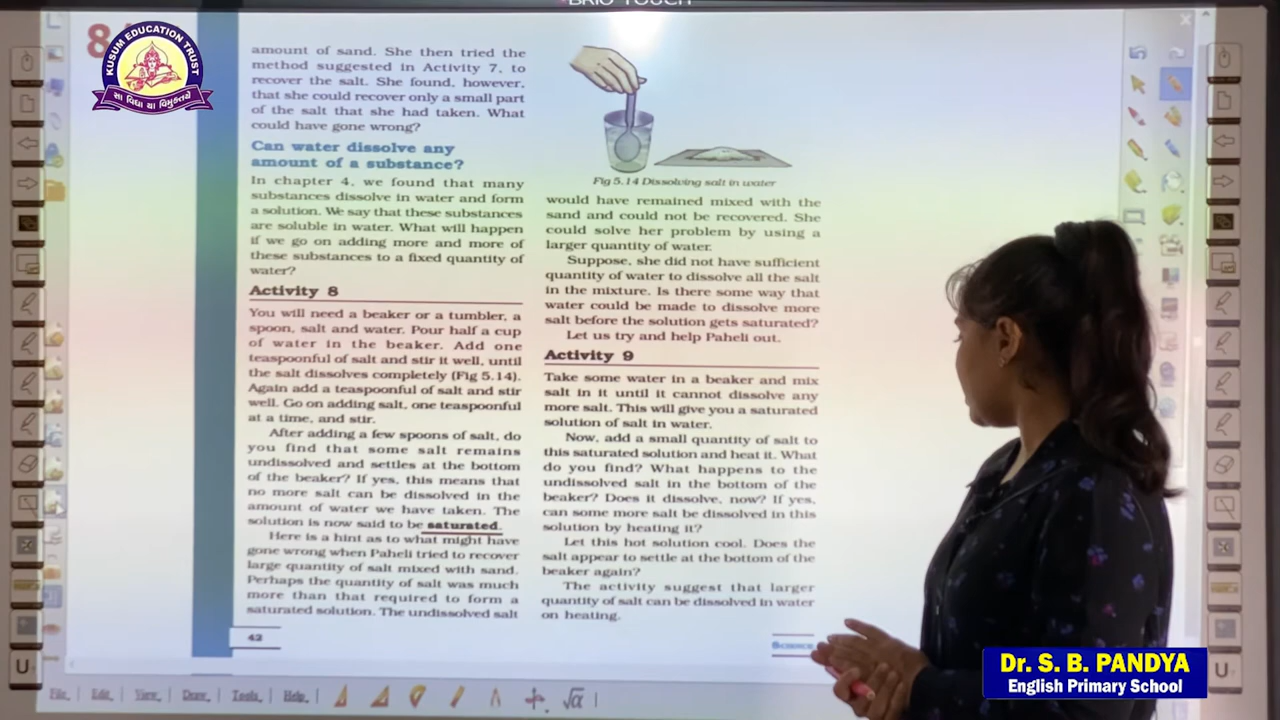 BRIO TOUCH
KUSUM EDUCATION TRUST
सा विद्या या विमुक्तये
amount of sand. She then tried the
method suggested in Activity 7, to
recover the salt. She found, however,
that she could recover only a small part
of the salt that she had taken. What
could have gone wrong?
Can water dissolve any
amount of a substance?
In chapter 4, we found that many
substances dissolve in water and form
a solution. We say that these substances
are soluble in water. What will happen
if we go on adding more and more of
these substances to a fixed quantity of
water?
Activity 8
You will need a beaker or a tumbler, a
spoon, salt and water. Pour half a cup
of water in the beaker. Add one
teaspoonful of salt and stir it well, until
the salt dissolves completely (Fig 5.14).
Again add a teaspoonful of salt and stir
well. Go on adding salt, one teaspoonful
at a time, and stir.
After adding a few spoons of salt, do
you find that some salt remains
undissolved and settles at the bottom
of the beaker? If yes, this means that
no more salt can be dissolved in the
amount of water we have taken. The
solution is now said to be saturated.
Here is a hint as to what might have
gone wrong when Paheli tried to recover
large quantity of salt mixed with sand.
Perhaps the quantity of salt was much
more than that required to form a
saturated solution. The undissolved salt
42
Fig 5.14 Dissolving salt in water
would have remained mixed with the
sand and could not be recovered. She
could solve her problem by using a
larger quantity of water.
Suppose, she did not have sufficient
quantity of water to dissolve all the salt
in the mixture. Is there some way that
water could be made to dissolve more
salt before the solution gets saturated?
Let us try and help Paheli out.
Activity 9
Take some water in a beaker and mix
salt in it until it cannot dissolve any
more salt. This will give you a saturated
solution of salt in water.
Now, add a small quantity of salt to
this saturated solution and heat it. What
do you find? What happens to the
undissolved salt in the bottom of the
beaker? Does it dissolve, now? If yes,
can some more salt be dissolved in this
solution by heating it?
Let this hot solution cool. Does the
salt appear to settle at the bottom of the
beaker again?
The activity suggest that larger
quantity of salt can be dissolved in water
on heating.
Science
File Edit View Draw Tools Help
Dr. S. B. PANDYA
English Primary School